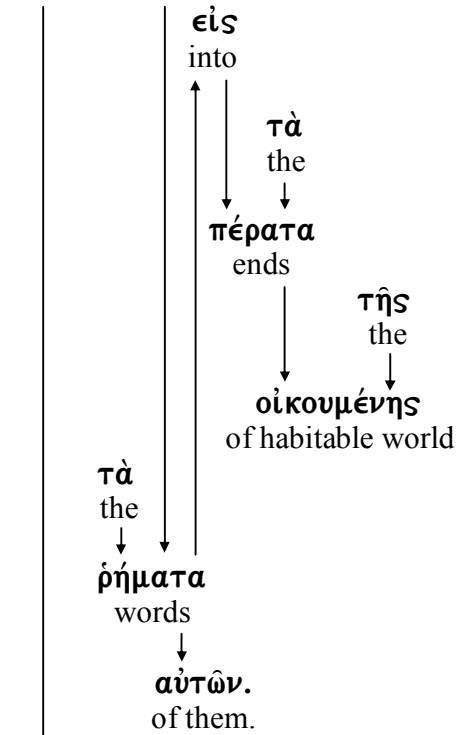 εἰς
into
τὰ
the
πέρατα
ends
τῆς
the
οἰκουμένης
of habitable world
τὰ
the
ῥήματα
words
αὐτῶν.
of them.